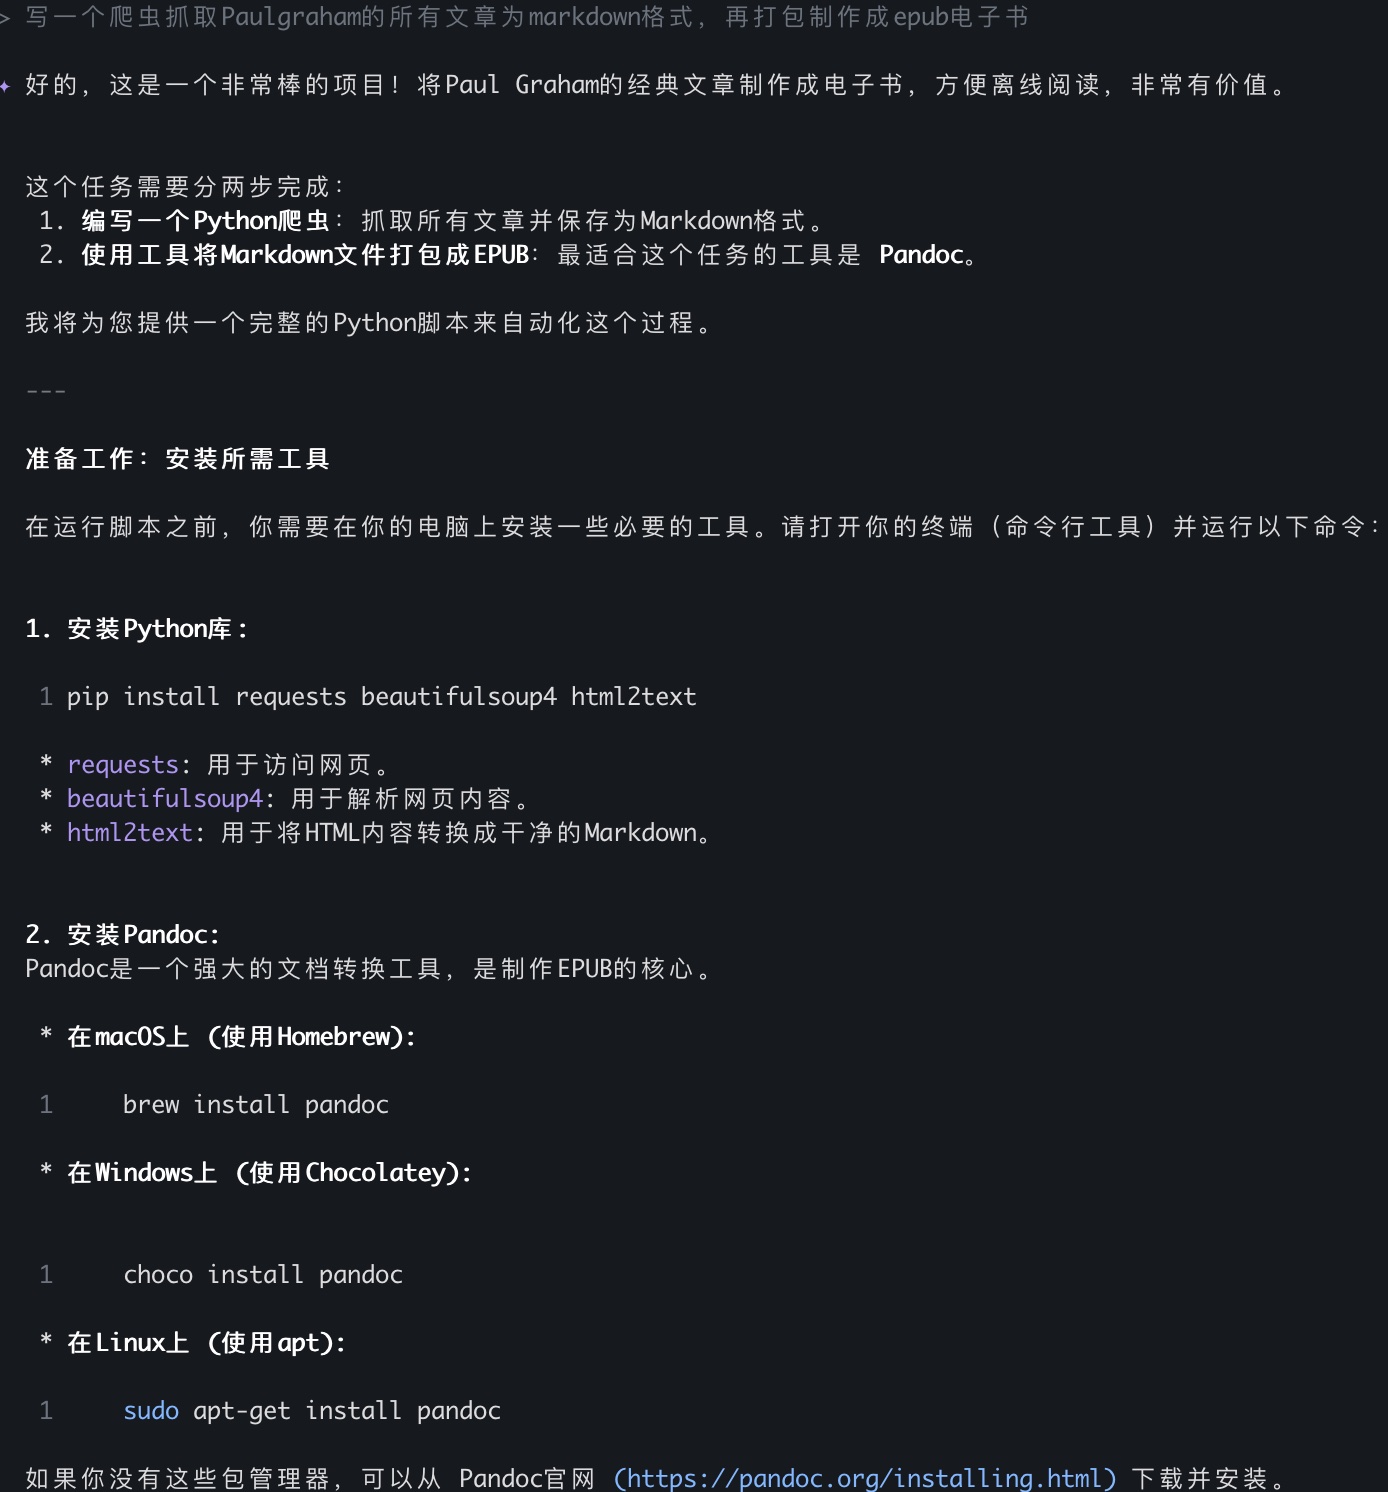 > 写一个爬虫抓取Paulgraham的所有文章为markdown格式，再打包制作成epub电子书
✦ 好的，这是一个非常棒的项目！将Paul Graham的经典文章制作成电子书，方便离线阅读，非常有价值。
这个任务需要分两步完成：
1. 编写一个Python爬虫：抓取所有文章并保存为Markdown格式。
2. 使用工具将Markdown文件打包成EPUB：最适合这个任务的工具是 Pandoc。
我将为您提供一个完整的Python脚本来自动化这个过程。
---
准备工作：安装所需工具
在运行脚本之前，你需要在你的电脑上安装一些必要的工具。请打开你的终端（命令行工具）并运行以下命令：
1. 安装Python库:
1 pip install requests beautifulsoup4 html2text
* requests: 用于访问网页。
* beautifulsoup4: 用于解析网页内容。
* html2text: 用于将HTML内容转换成干净的Markdown。
2. 安装Pandoc:
Pandoc是一个强大的文档转换工具，是制作EPUB的核心。
* 在macOS上 (使用Homebrew):
1     brew install pandoc
* 在Windows上 (使用Chocolatey):
1     choco install pandoc
* 在Linux上 (使用apt):
1     sudo apt-get install pandoc
如果你没有这些包管理器，可以从 Pandoc官网 (https://pandoc.org/installing.html) 下载并安装。